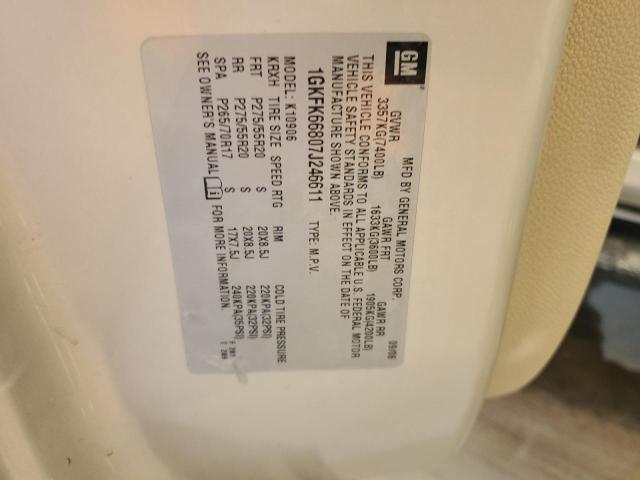 GM
MFD BY GENERAL MOTORS CORP. 09/06
GVWR GAWR FRT GAWR RR
3357KG(7400LB) 1633KG(3600LB) 1905KG(4200LB)
THIS VEHICLE CONFORMS TO ALL APPLICABLE U.S. FEDERAL MOTOR
VEHICLE SAFETY STANDARDS IN EFFECT ON THE DATE OF
MANUFACTURE SHOWN ABOVE.
1GKFK66807J246611 TYPE: M.P.V.
MODEL: K10906
KRXH TIRE SIZE SPEED RTG RIM COLD TIRE PRESSURE
FRT P275/55R20 S 20X8.5J 220KPA(32PSI)
RR P275/55R20 S 20X8.5J 220KPA(32PSI)
SPA P265/70R17 S 17X7.5J 240KPA(35PSI)
SEE OWNER'S MANUAL FOR MORE INFORMATION.